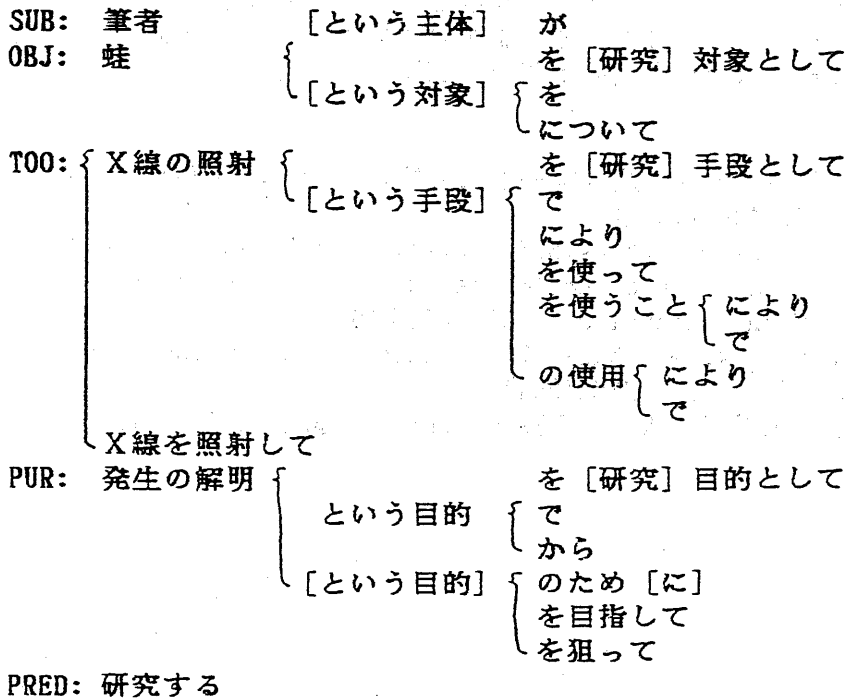 SUB: 筆者 [という主体] が
OBJ: 蛙 { を [研究] 対象として
[という対象] { を
について
TOO: { X線の照射 { を [研究] 手段として
[という手段] { で
により
を使って
を使うこと { により
で
の使用 { により
で
X線を照射して
PUR: 発生の解明 { を [研究] 目的として
という目的 { で
から
[という目的] { のため [に]
を目指して
を狙って
PRED: 研究する